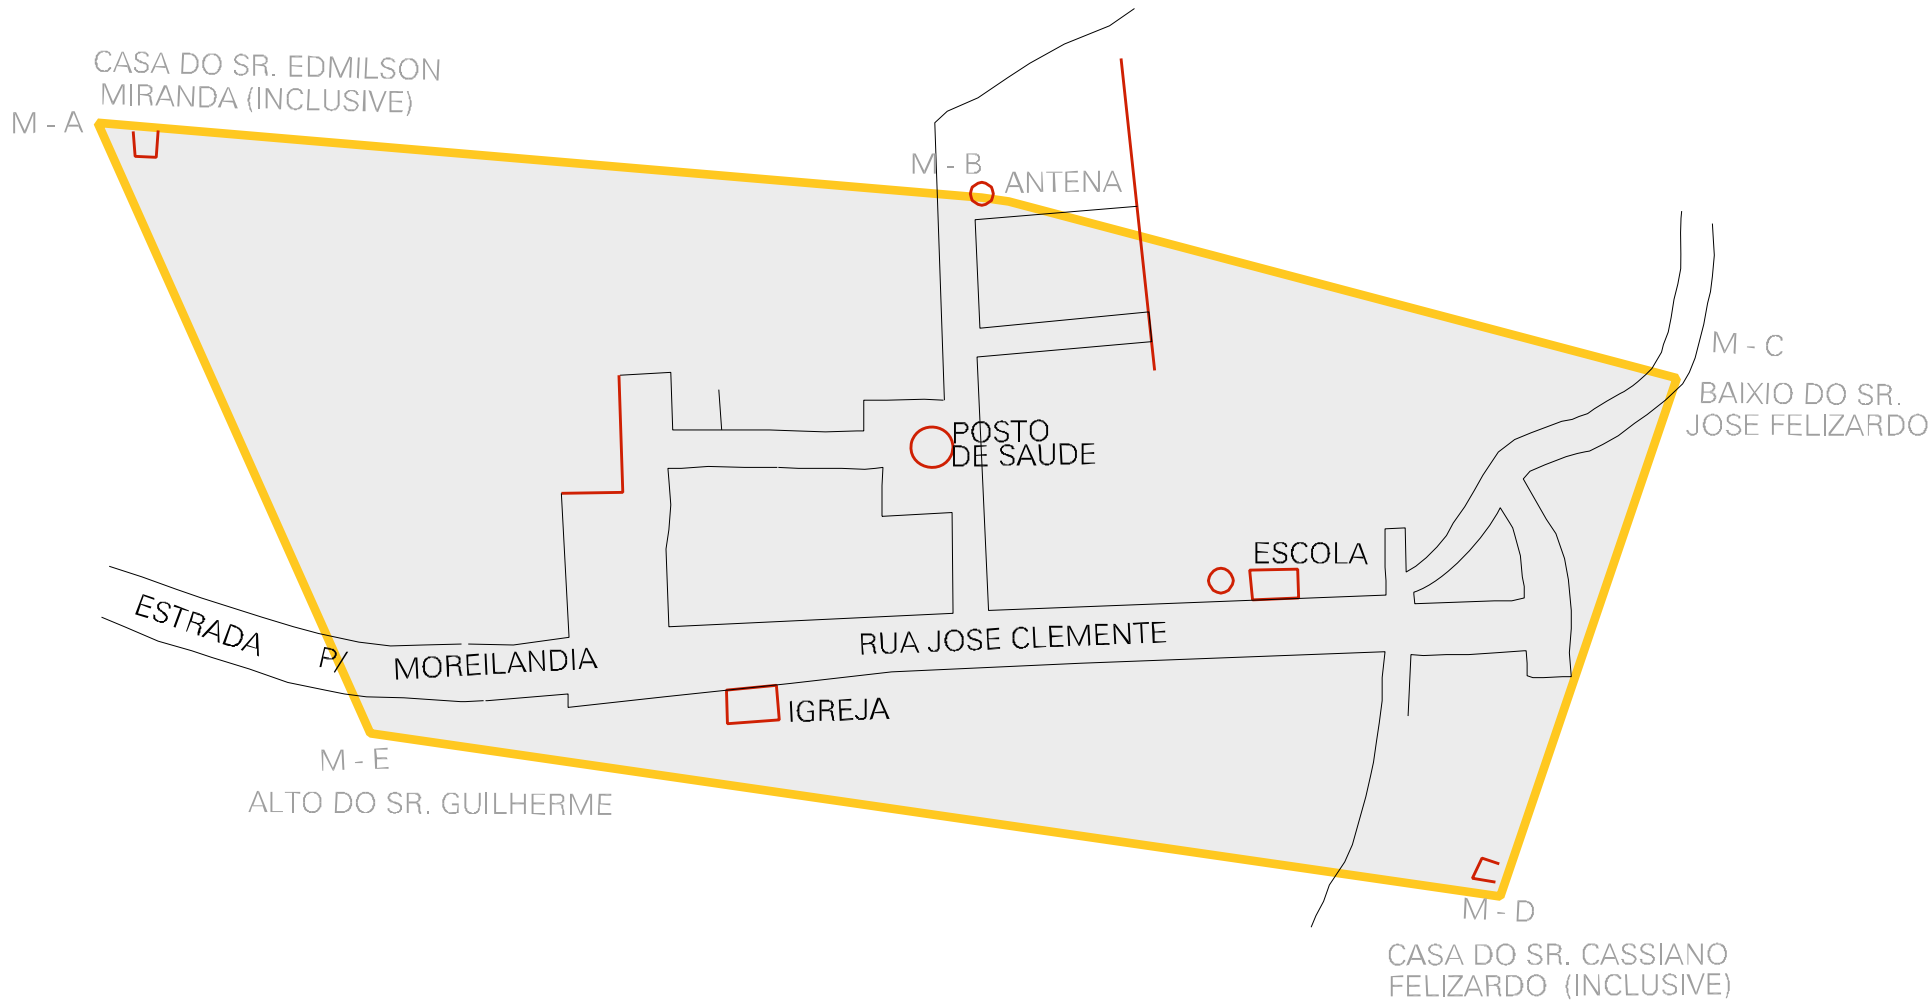 CASA DO SR. EDMILSON
MIRANDA (INCLUSIVE)
M - A
M - B
ANTENA
M - C
BAIXIO DO SR.
JOSE FELIZARDO
POSTO
DE SAUDE
ESCOLA
ESTRADA P/ MOREILANDIA
RUA JOSE CLEMENTE
IGREJA
M - E
ALTO DO SR. GUILHERME
M - D
CASA DO SR. CASSIANO
FELIZARDO (INCLUSIVE)